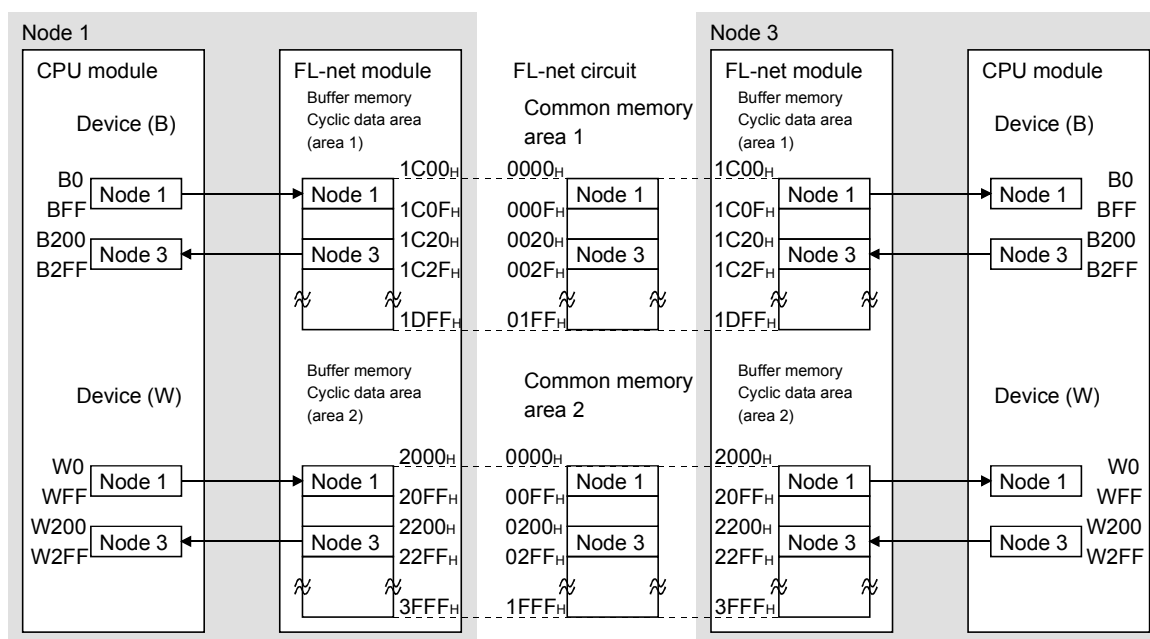 Node 1
Node 3
CPU module
FL-net module
FL-net circuit
FL-net module
CPU module
Device (B)
Buffer memory
Cyclic data area
(area 1)
Common memory
area 1
Buffer memory
Cyclic data area
(area 1)
Device (B)
B0
BFF
Node 1
Node 1
1C00H
1C0FH
0000H
000FH
Node 1
1C00H
1C0FH
Node 1
Node 1
B0
BFF
B200
B2FF
Node 3
Node 3
1C20H
1C2FH
0020H
002FH
Node 3
1C20H
1C2FH
Node 3
Node 3
B200
B2FF
1DFFH
01FFH
1DFFH
Device (W)
Buffer memory
Cyclic data area
(area 2)
Common memory
area 2
Buffer memory
Cyclic data area
(area 2)
Device (W)
W0
WFF
Node 1
Node 1
2000H
20FFH
0000H
00FFH
Node 1
2000H
20FFH
Node 1
Node 1
W0
WFF
W200
W2FF
Node 3
Node 3
2200H
22FFH
0200H
02FFH
Node 3
2200H
22FFH
Node 3
Node 3
W200
W2FF
3FFFH
1FFFH
3FFFH